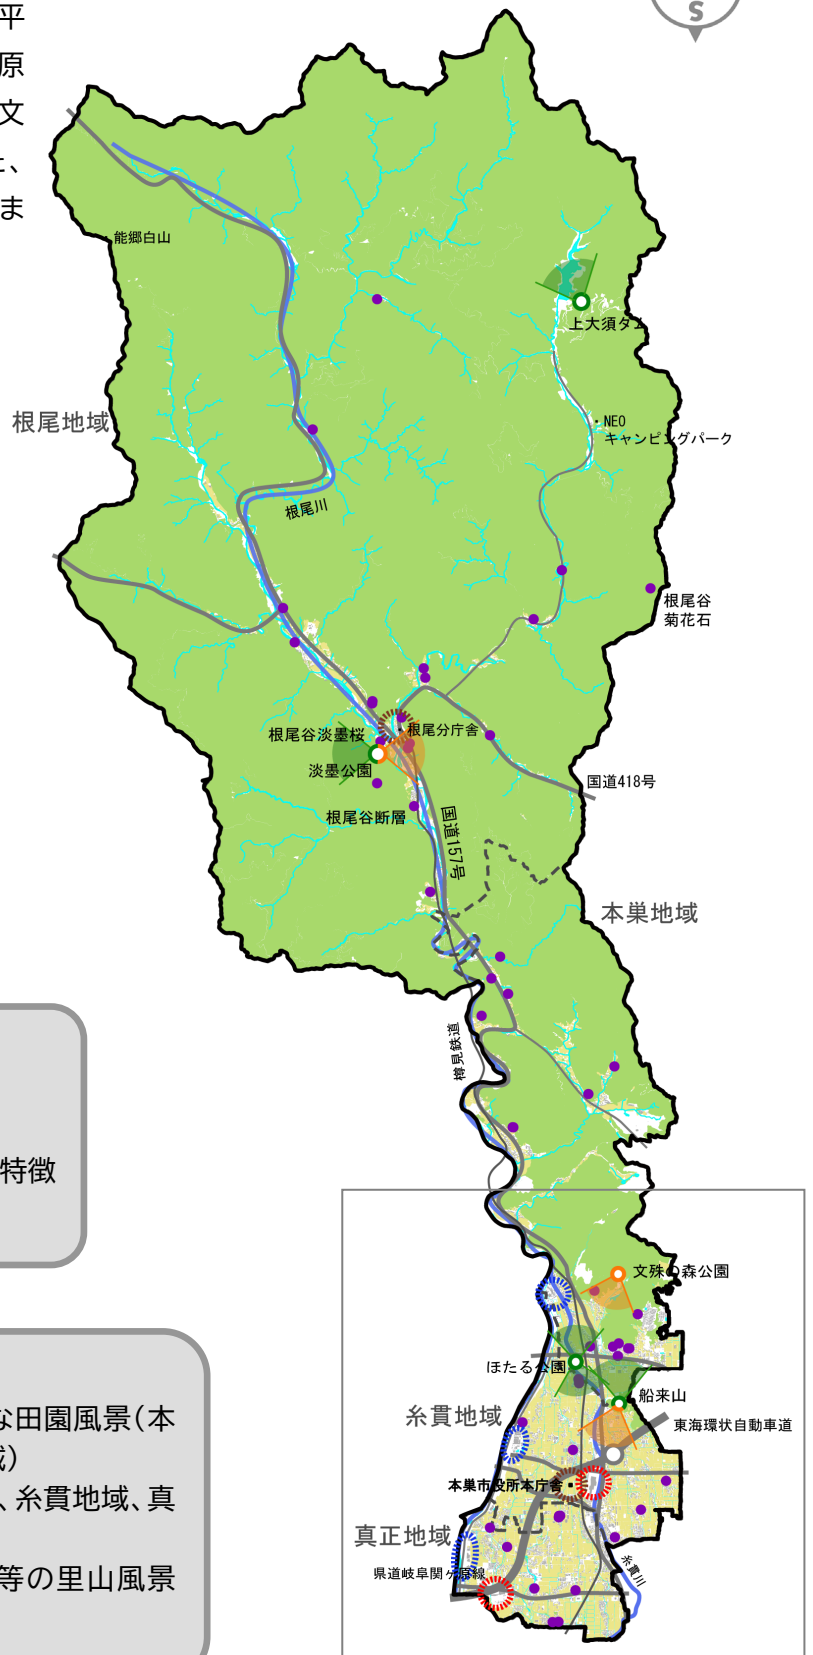 平
S
原
文
、
ま
能郷白山
上大須ダム
根尾地域
・NEO
キャンピングパーク
根尾川
根尾谷
菊花石
根尾谷淡墨桜
根尾分庁舎
淡墨公園
国道418号
根尾谷断層
国道157号
本巣地域
樽見鉄道
特徴
文殊の森公園
ほたる公園
船来山
糸貫地域
東海環状自動車道
な田園風景(本
本巣市役所本庁舎
、糸貫地域、真
真正地域
県道岐阜関ヶ原線
糸貫川
等の里山風景